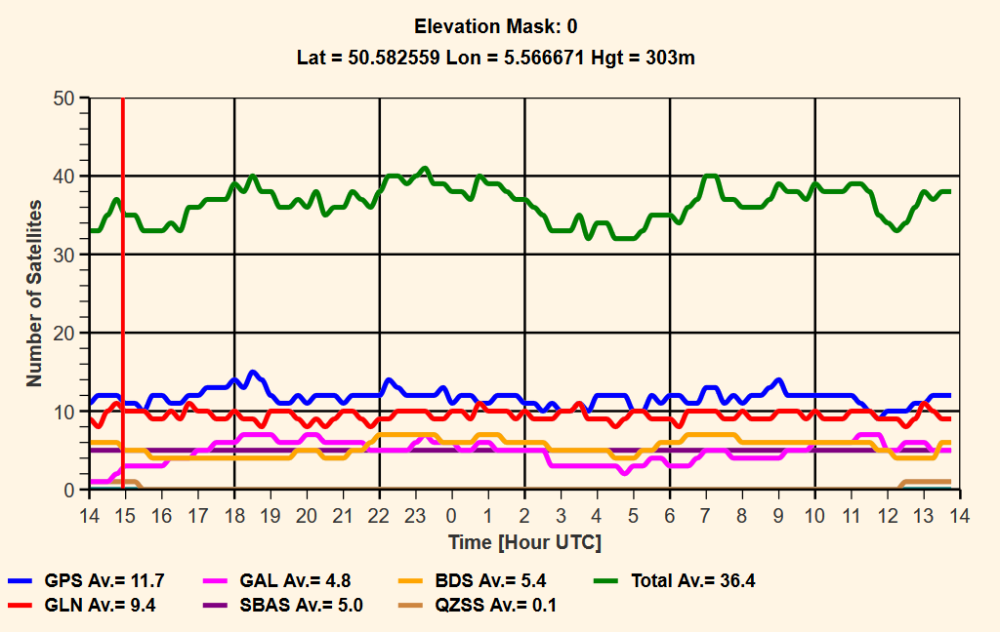 Elevation Mask: 0
Lat = 50.582559 Lon = 5.566671 Hgt = 303m
50
40
30
20
10
0
Number of Satellites
14 15 16 17 18 19 20 21 22 23 0 1 2 3 4 5 6 7 8 9 10 11 12 13 14
Time [Hour UTC]
GPS Av.= 11.7 GAL Av.= 4.8 BDS Av.= 5.4 Total Av.= 36.4
GLN Av.= 9.4 SBAS Av.= 5.0 QZSS Av.= 0.1